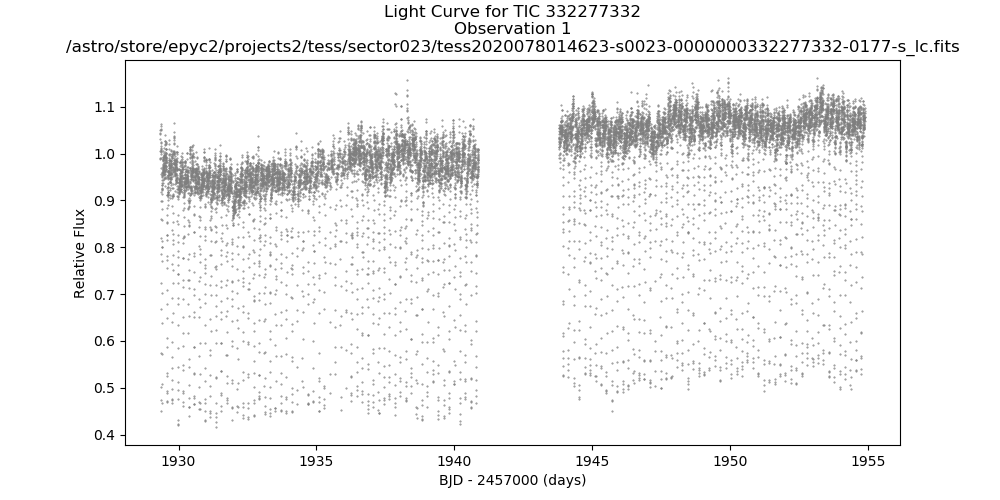 Light Curve for TIC 332277332
Observation 1
/astro/store/epyc2/projects2/tess/sector023/tess2020078014623-s0023-0000000332277332-0177-s_lc.fits
1.1
1.0
0.9
0.8
0.7
0.6
0.5
0.4
Relative Flux
1930 1935 1940 1945 1950 1955
BJD - 2457000 (days)